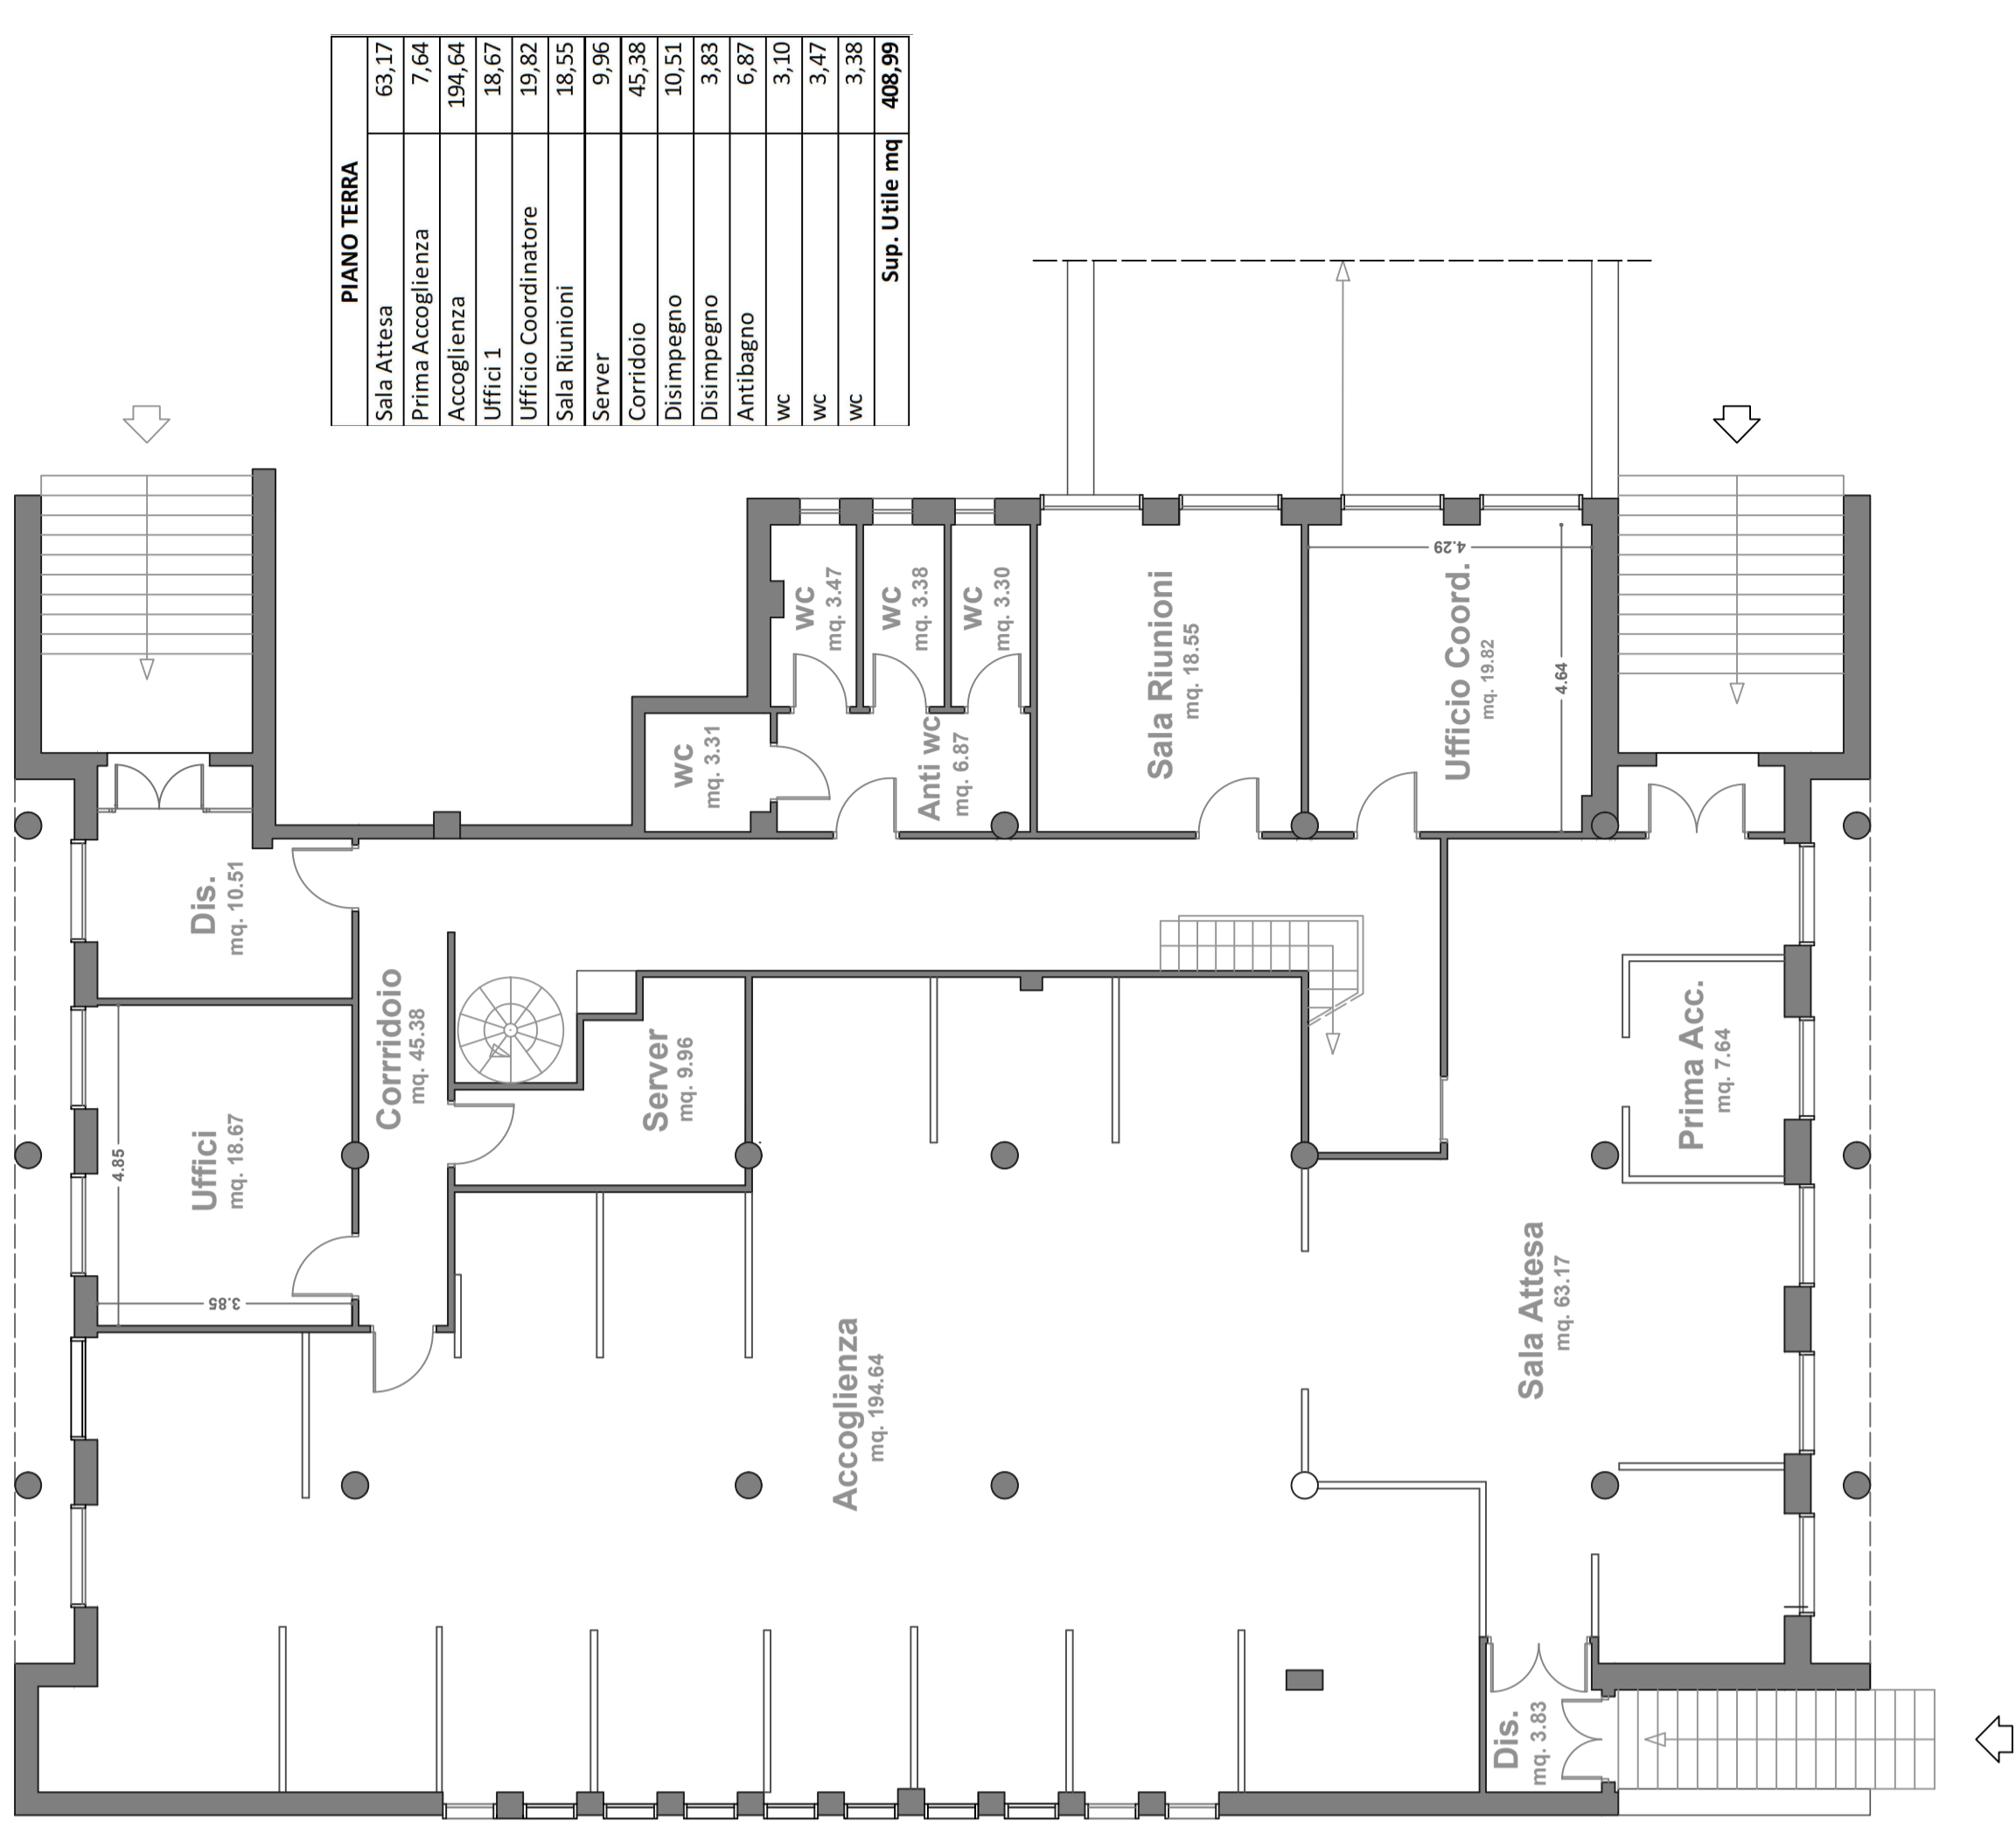 PIANO TERRA
Sala Attesa 63,17
Prima Accoglienza 7,64
Accoglienza 194,64
Uffici 1 18,67
Ufficio Coordinatore 19,82
Sala Riunioni 18,55
Server 9,96
Corridoio 45,38
Disimpegno 10,51
Disimpegno 3,83
Antibagno 6,87
wc 3,10
wc 3,47
wc 3,38
Sup. Utile mq 408,99
Dis.
mq. 10.51
Uffici
mq. 18.67
4.85
3.85
Corrridoio
mq. 45.38
Server
mq. 9.96
wc
mq. 3.31
wc
mq. 3.47
wc
mq. 3.38
wc
mq. 3.30
Anti wc
mq. 6.87
Sala Riunioni
mq. 18.55
Ufficio Coord.
mq. 19.82
4.29
4.64
Accoglienza
mq. 194.64
Sala Attesa
mq. 63.17
Prima Acc.
mq. 7.64
Dis.
mq. 3.83